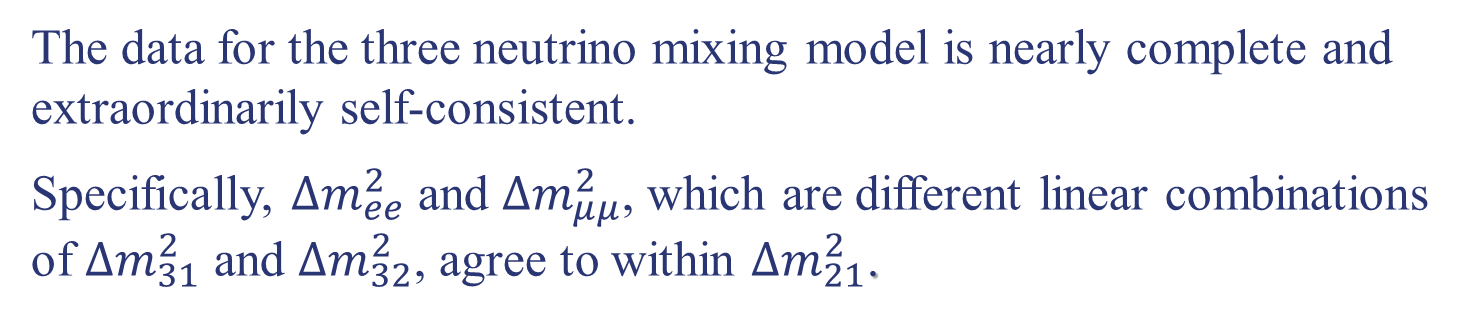 The data for the three neutrino mixing model is nearly complete and
extraordinarily self-consistent.
Specifically, Δm²ₑₑ and Δm²_μμ, which are different linear combinations
of Δm²₃₁ and Δm²₃₂, agree to within Δm²₂₁.